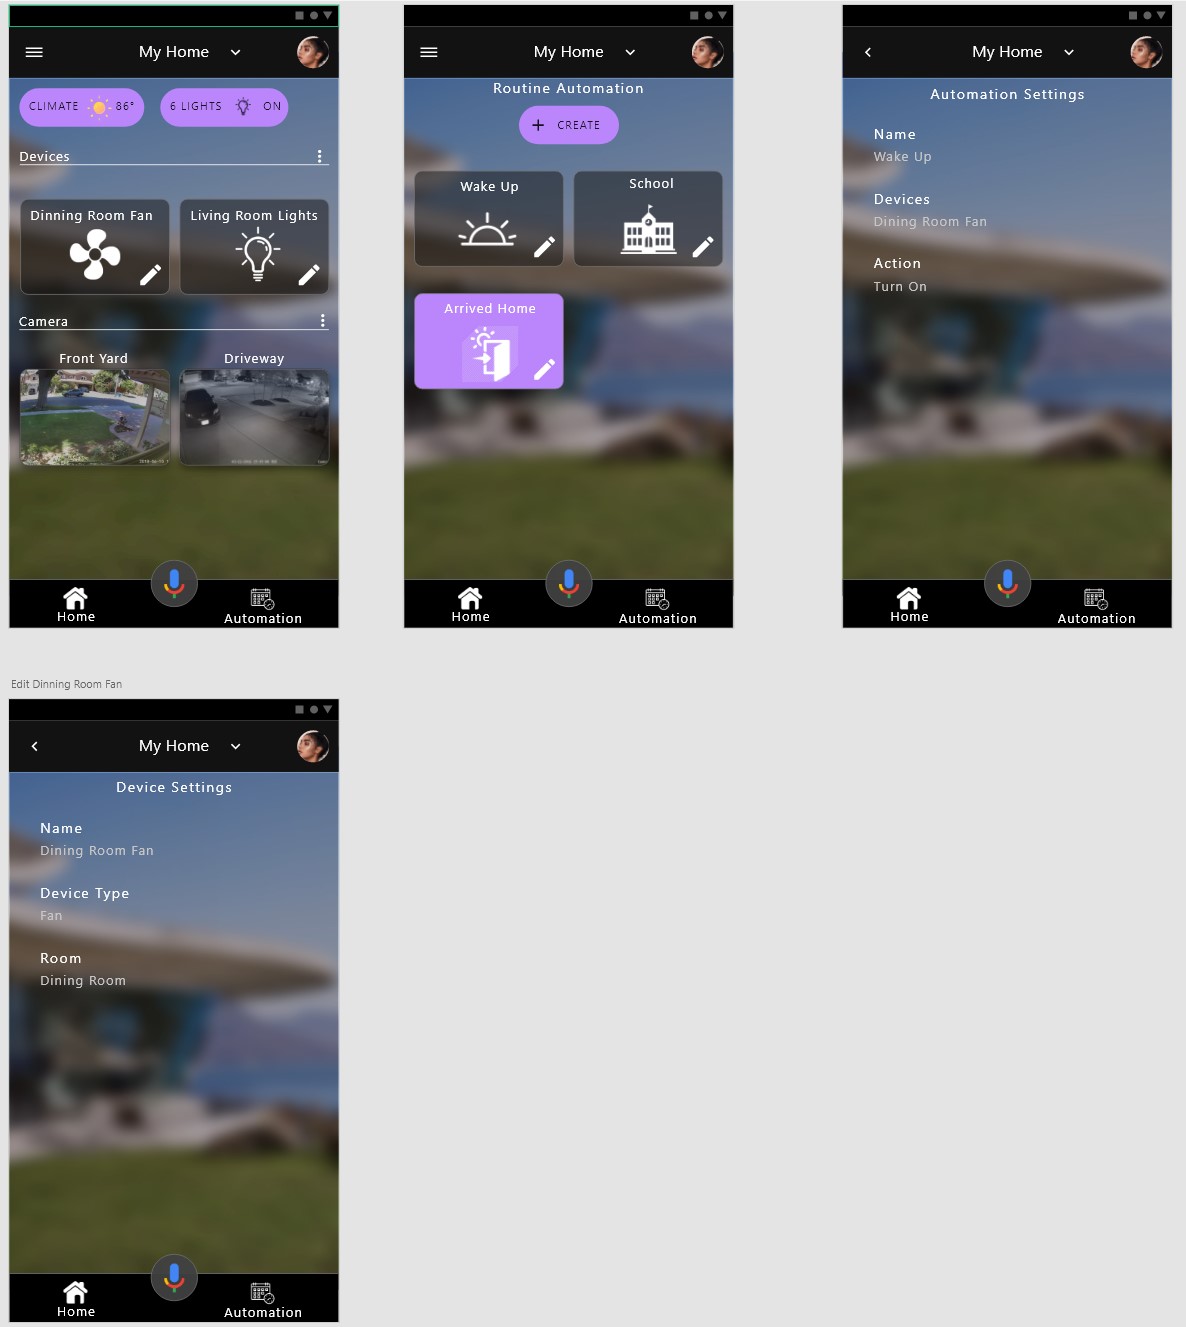 My Home
CLIMATE 86°
6 LIGHTS ON
Devices
Dinning Room Fan
Living Room Lights
Camera
Front Yard
Driveway
Home
Automation
My Home
Routine Automation
CREATE
Wake Up
School
Arrived Home
Home
Automation
My Home
Automation Settings
Name
Wake Up
Devices
Dining Room Fan
Action
Turn On
Home
Automation
Edit Dinning Room Fan
My Home
Device Settings
Name
Dining Room Fan
Device Type
Fan
Room
Dining Room
Home
Automation